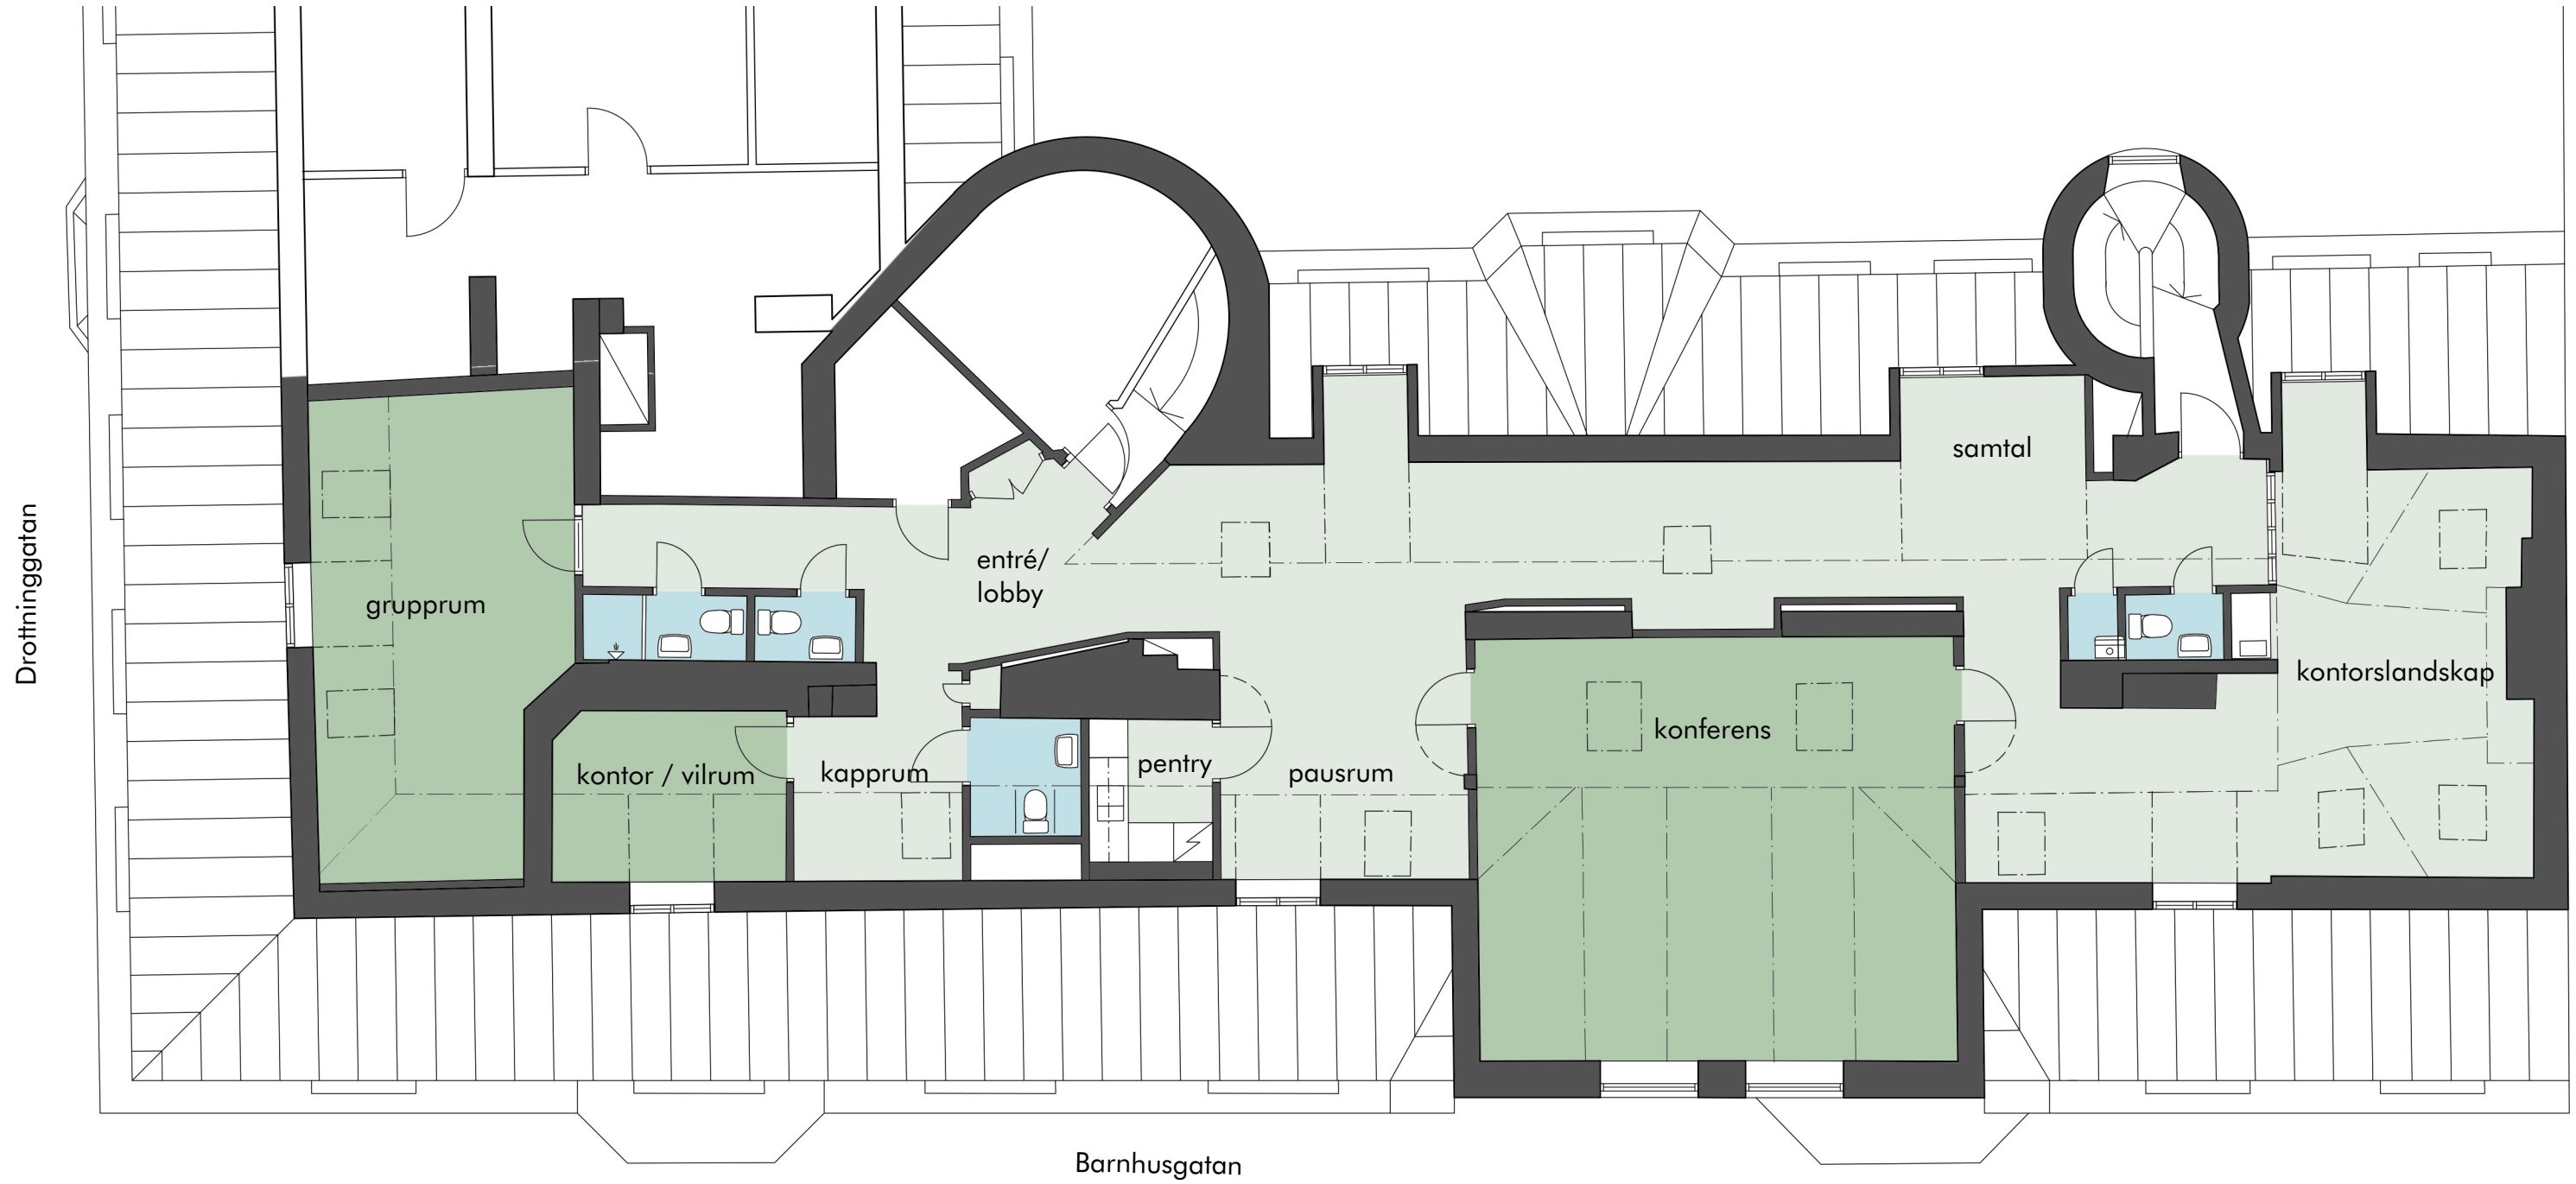 samtal
Drottninggatan
entré/
lobby
grupprum
kontorslandskap
konferens
kontor / vilrum
kapprum
pentry
pausrum
Barnhusgatan